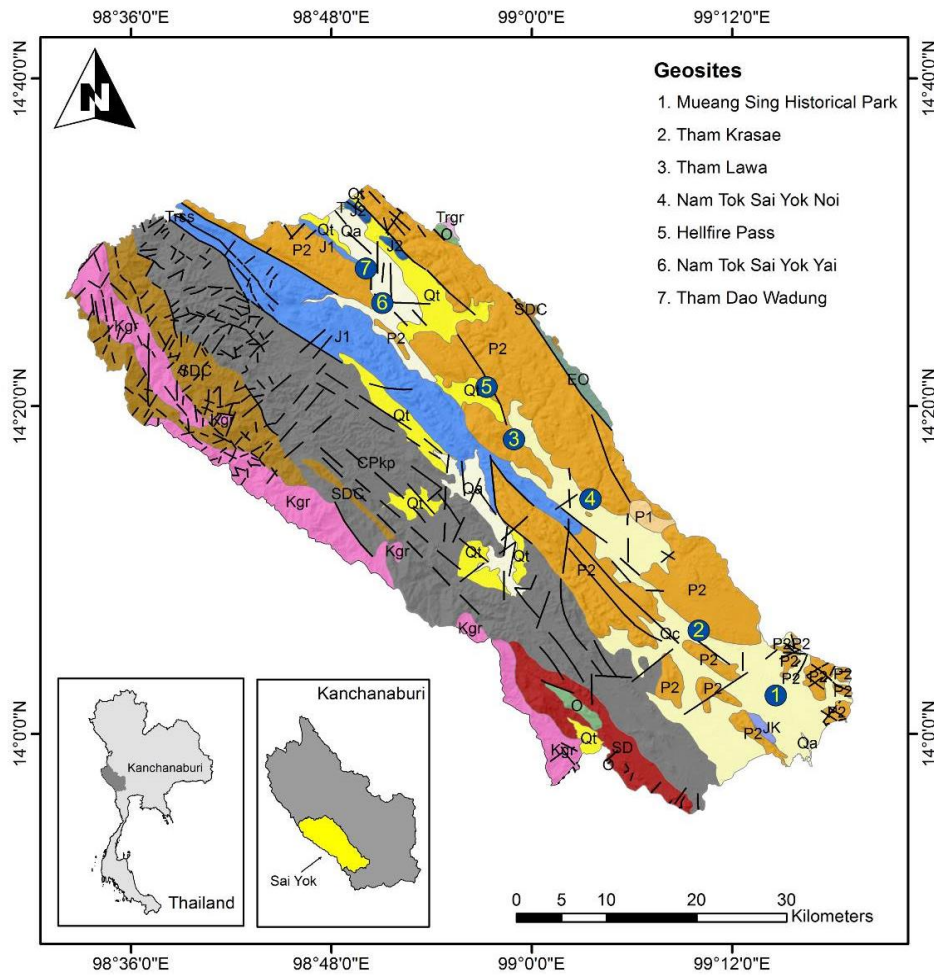 98°36'0"E
98°48'0"E
99°0'0"E
99°12'0"E
14°40'0"N
14°40'0"N
N
Geosites
1. Mueang Sing Historical Park
2. Tham Krasae
3. Tham Lawa
4. Nam Tok Sai Yok Noi
5. Hellfire Pass
6. Nam Tok Sai Yok Yai
7. Tham Dao Wadung
Qt
Trss
T
J2
Trgr
O
Qt
Qa
P2
J1
J2
7
Qt
6
SDC
Kgr
P2
J1
P2
EO
SDC
5
Qt
14°20'0"N
14°20'0"N
Kgr
Qt
3
CPkp
Kgr
SDC
Qa
4
Qt
P1
Kgr
Qt
Qt
P2
P2
Kgr
Qc
2
P2
P2
P2
P2
P2
P2
P2
P2
P2
1
O
JK
P2
P2
14°0'0"N
14°0'0"N
Qt
Kgr
SD
Qa
O
Kanchanaburi
Thailand
Kanchanaburi
Sai Yok
0
5
10
20
30
Kilometers
98°36'0"E
98°48'0"E
99°0'0"E
99°12'0"E